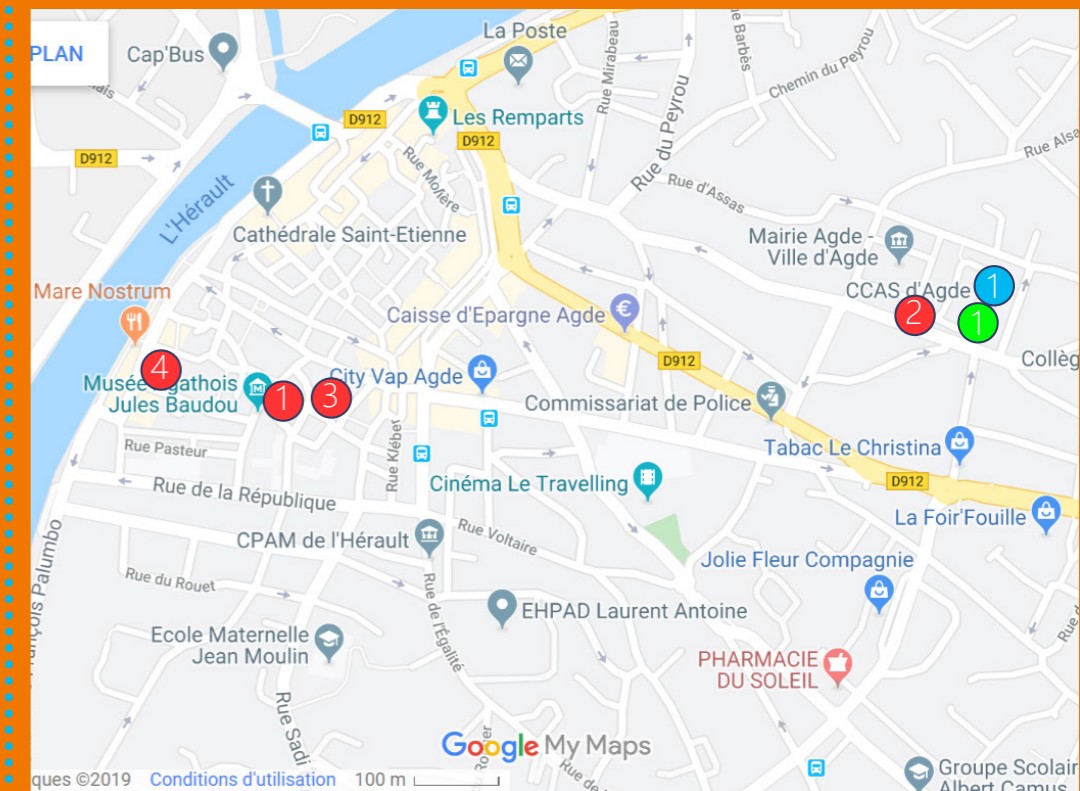 PLAN
Cap'Bus
La Poste
Rue Mirabeau
Rue Barbès
Chemin du Peyrou
D912
Les Remparts
D912
D912
Rue Molière
Rue du Peyrou
Rue d'Assas
L'Hérault
Cathédrale Saint-Etienne
Mairie Agde -
Ville d'Agde
Mare Nostrum
CCAS d'Agde
1
2
1
Caisse d'Epargne Agde
D912
4
Musée Agathois
Jules Baudou
1
3
City Vap Agde
Commissariat de Police
Rue Pasteur
Rue Kléber
Tabac Le Christina
Rue de la République
Cinéma Le Travelling
D912
La Foir'Fouille
CPAM de l'Hérault
Rue Voltaire
Jolie Fleur Compagnie
Rue du Rouet
François Palumbo
Rue de l'Égalité
EHPAD Laurent Antoine
Ecole Maternelle
Jean Moulin
PHARMACIE
DU SOLEIL
Rue Sadi
Google My Maps
Rue de
Groupe Scolair
Albert Camus
ques ©2019
Conditions d'utilisation
100 m